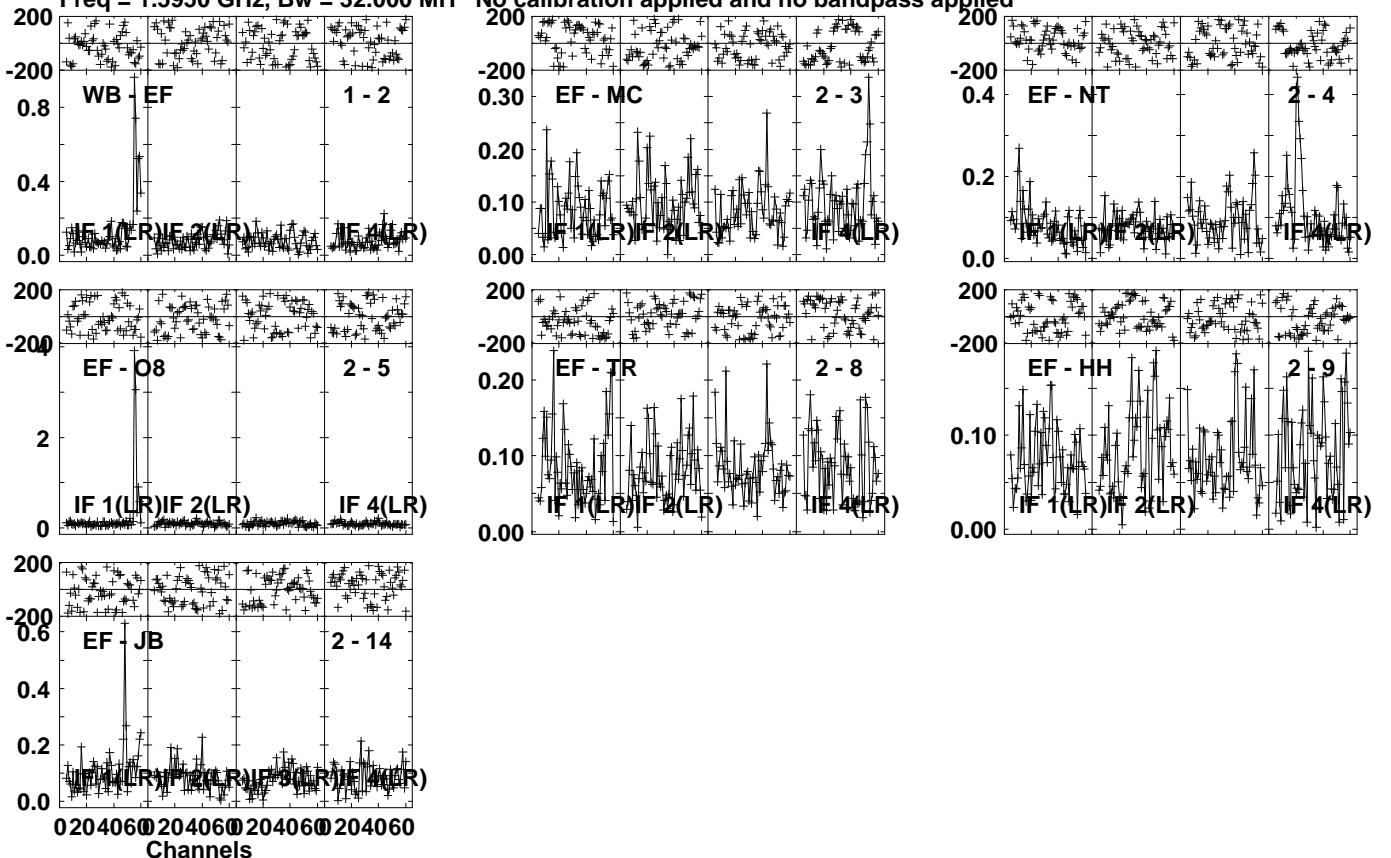 Freq = 1.5950 GHz, Bw = 32.000 MH No calibration applied and no bandpass applied
200
-200
WB - EF 1 - 2
0.8
0.4
0.0
IF 1(LR) IF 2(LR) IF 4(LR)
200
-200
EF - MC 2 - 3
0.30
0.20
0.10
0.00
IF 1(LR) IF 2(LR) IF 4(LR)
200
-200
EF - NT 2 - 4
0.4
0.2
0.0
IF 1(LR) IF 2(LR) IF 4(LR)
200
-200
4
EF - O8 2 - 5
2
0
IF 1(LR) IF 2(LR) IF 4(LR)
200
-200
EF - TR 2 - 8
0.20
0.10
0.00
IF 1(LR) IF 2(LR) IF 4(LR)
200
-200
EF - HH 2 - 9
0.10
0.00
IF 1(LR) IF 2(LR) IF 4(LR)
200
-200
0.6
EF - JB 2 - 14
0.4
0.2
0.0
IF 1(LR) IF 2(LR) IF 3(LR) IF 4(LR)
0 20 40 60 0 20 40 60 0 20 40 60 0 20 40 60
Channels